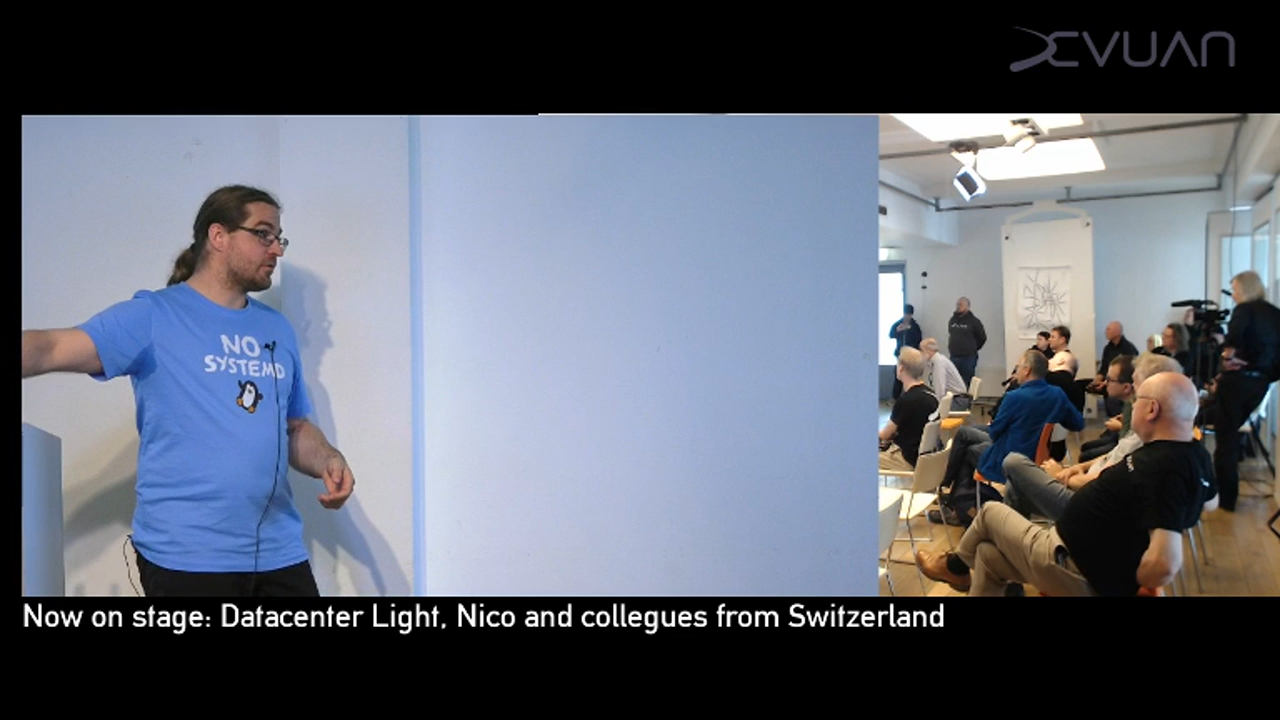 DEVUAN
NO
SYSTEMD
Now on stage: Datacenter Light, Nico and collegues from Switzerland